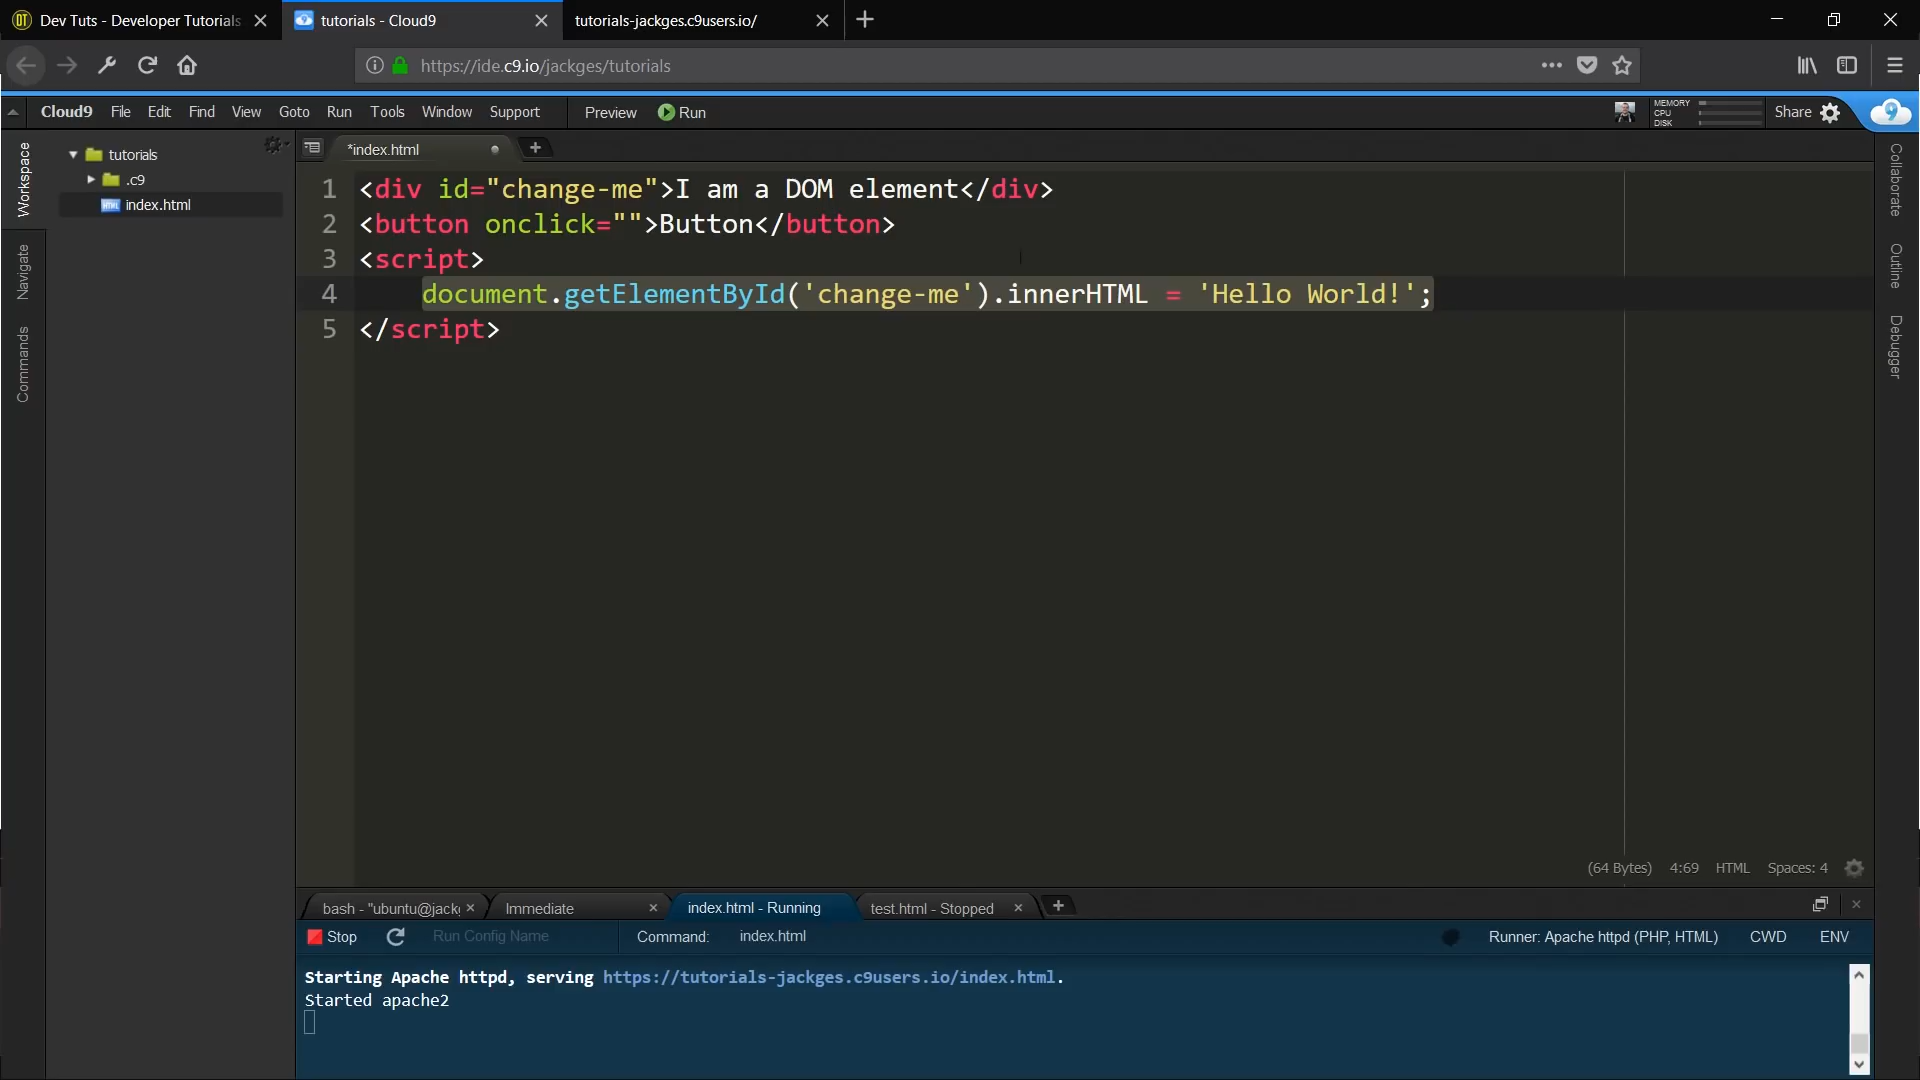 Dev Tuts - Developer Tutorials
tutorials - Cloud9
tutorials-jackges.c9users.io/
https://ide.c9.io/jackges/tutorials
Cloud9 File Edit Find View Goto Run Tools Window Support Preview Run
MEMORY
CPU
DISK
Share
9
Workspace
Navigate
Commands
tutorials
.c9
index.html
*index.html
1 <div id="change-me">I am a DOM element</div>
2 <button onclick="">Button</button>
3 <script>
4 document.getElementById('change-me').innerHTML = 'Hello World!';
5 </script>
Collaborate
Outline
Debugger
(64 Bytes) 4:69 HTML Spaces: 4
bash - "ubuntu@jackg
Immediate
index.html - Running
test.html - Stopped
Stop Run Config Name Command: index.html Runner: Apache httpd (PHP, HTML) CWD ENV
Starting Apache httpd, serving https://tutorials-jackges.c9users.io/index.html.
Started apache2